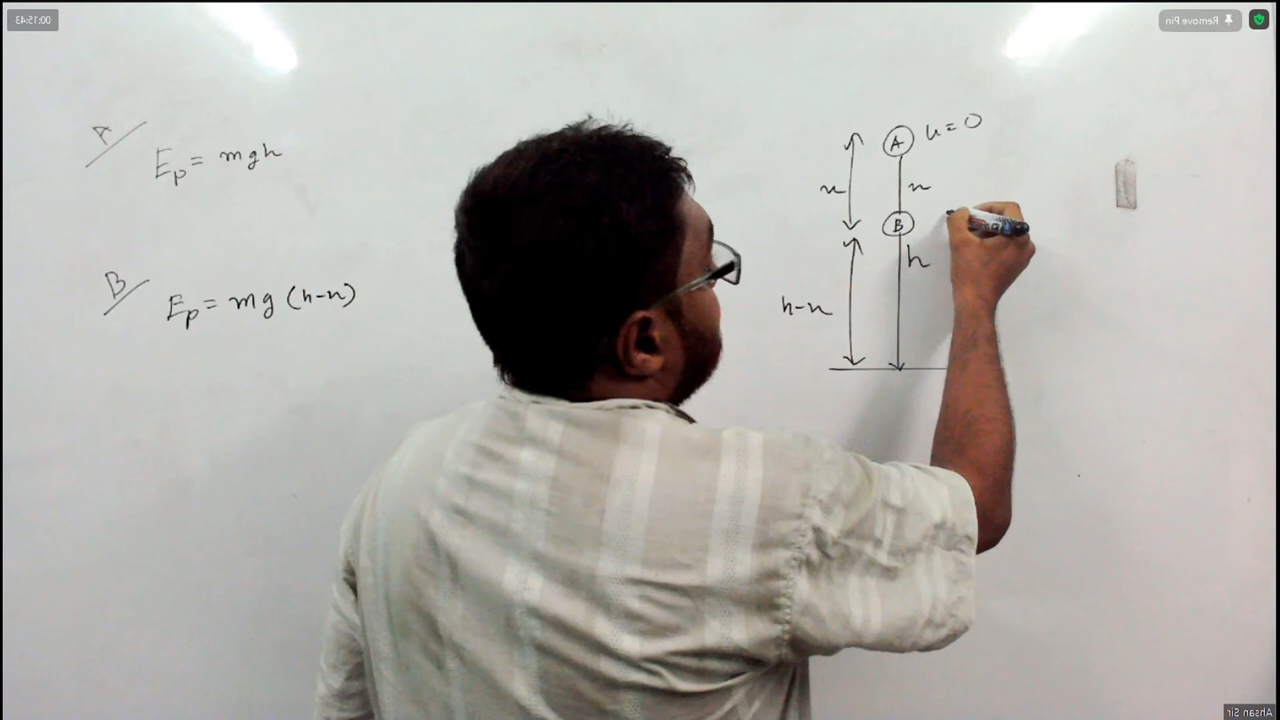 00:15:43
Remove Pin
A
Ep = mgh
B
Ep = mg (h-x)
A
u = 0
x
x
B
h
h-x
Ahsan Sir